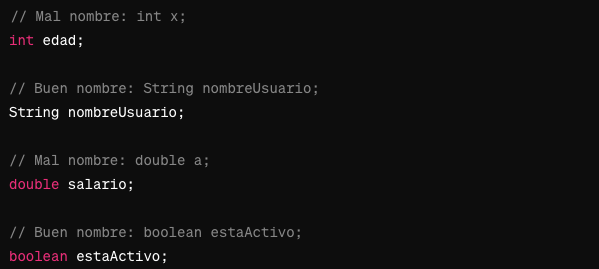 // Mal nombre: int x;
int edad;
// Buen nombre: String nombreUsuario;
String nombreUsuario;
// Mal nombre: double a;
double salario;
// Buen nombre: boolean estaActivo;
boolean estaActivo;